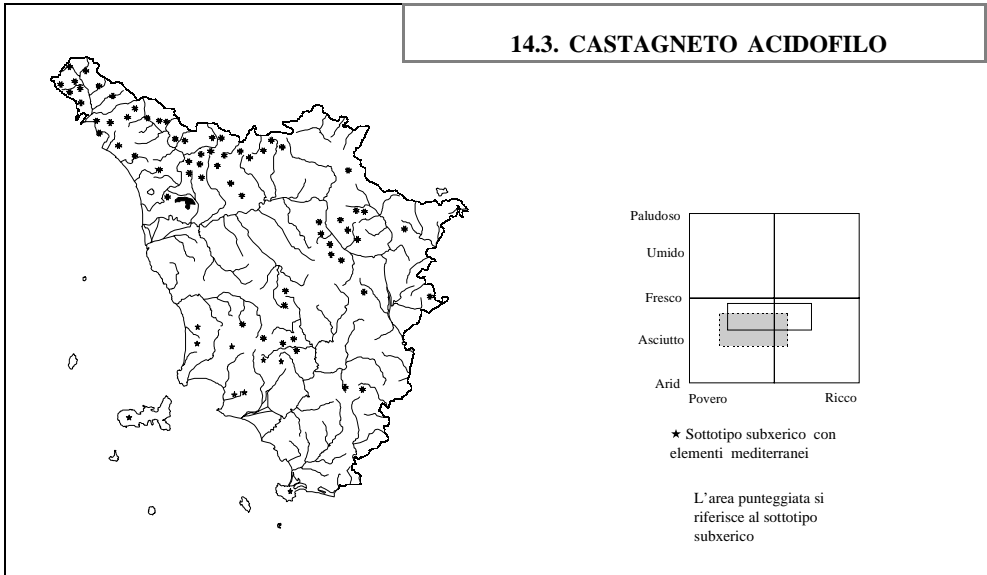 14.3. CASTAGNETO ACIDOFILO
Paludoso
Umido
Fresco
Asciutto
Arid
Povero Ricco
★ Sottotipo subxerico con
elementi mediterranei
L'area punteggiata si
riferisce al sottotipo
subxerico